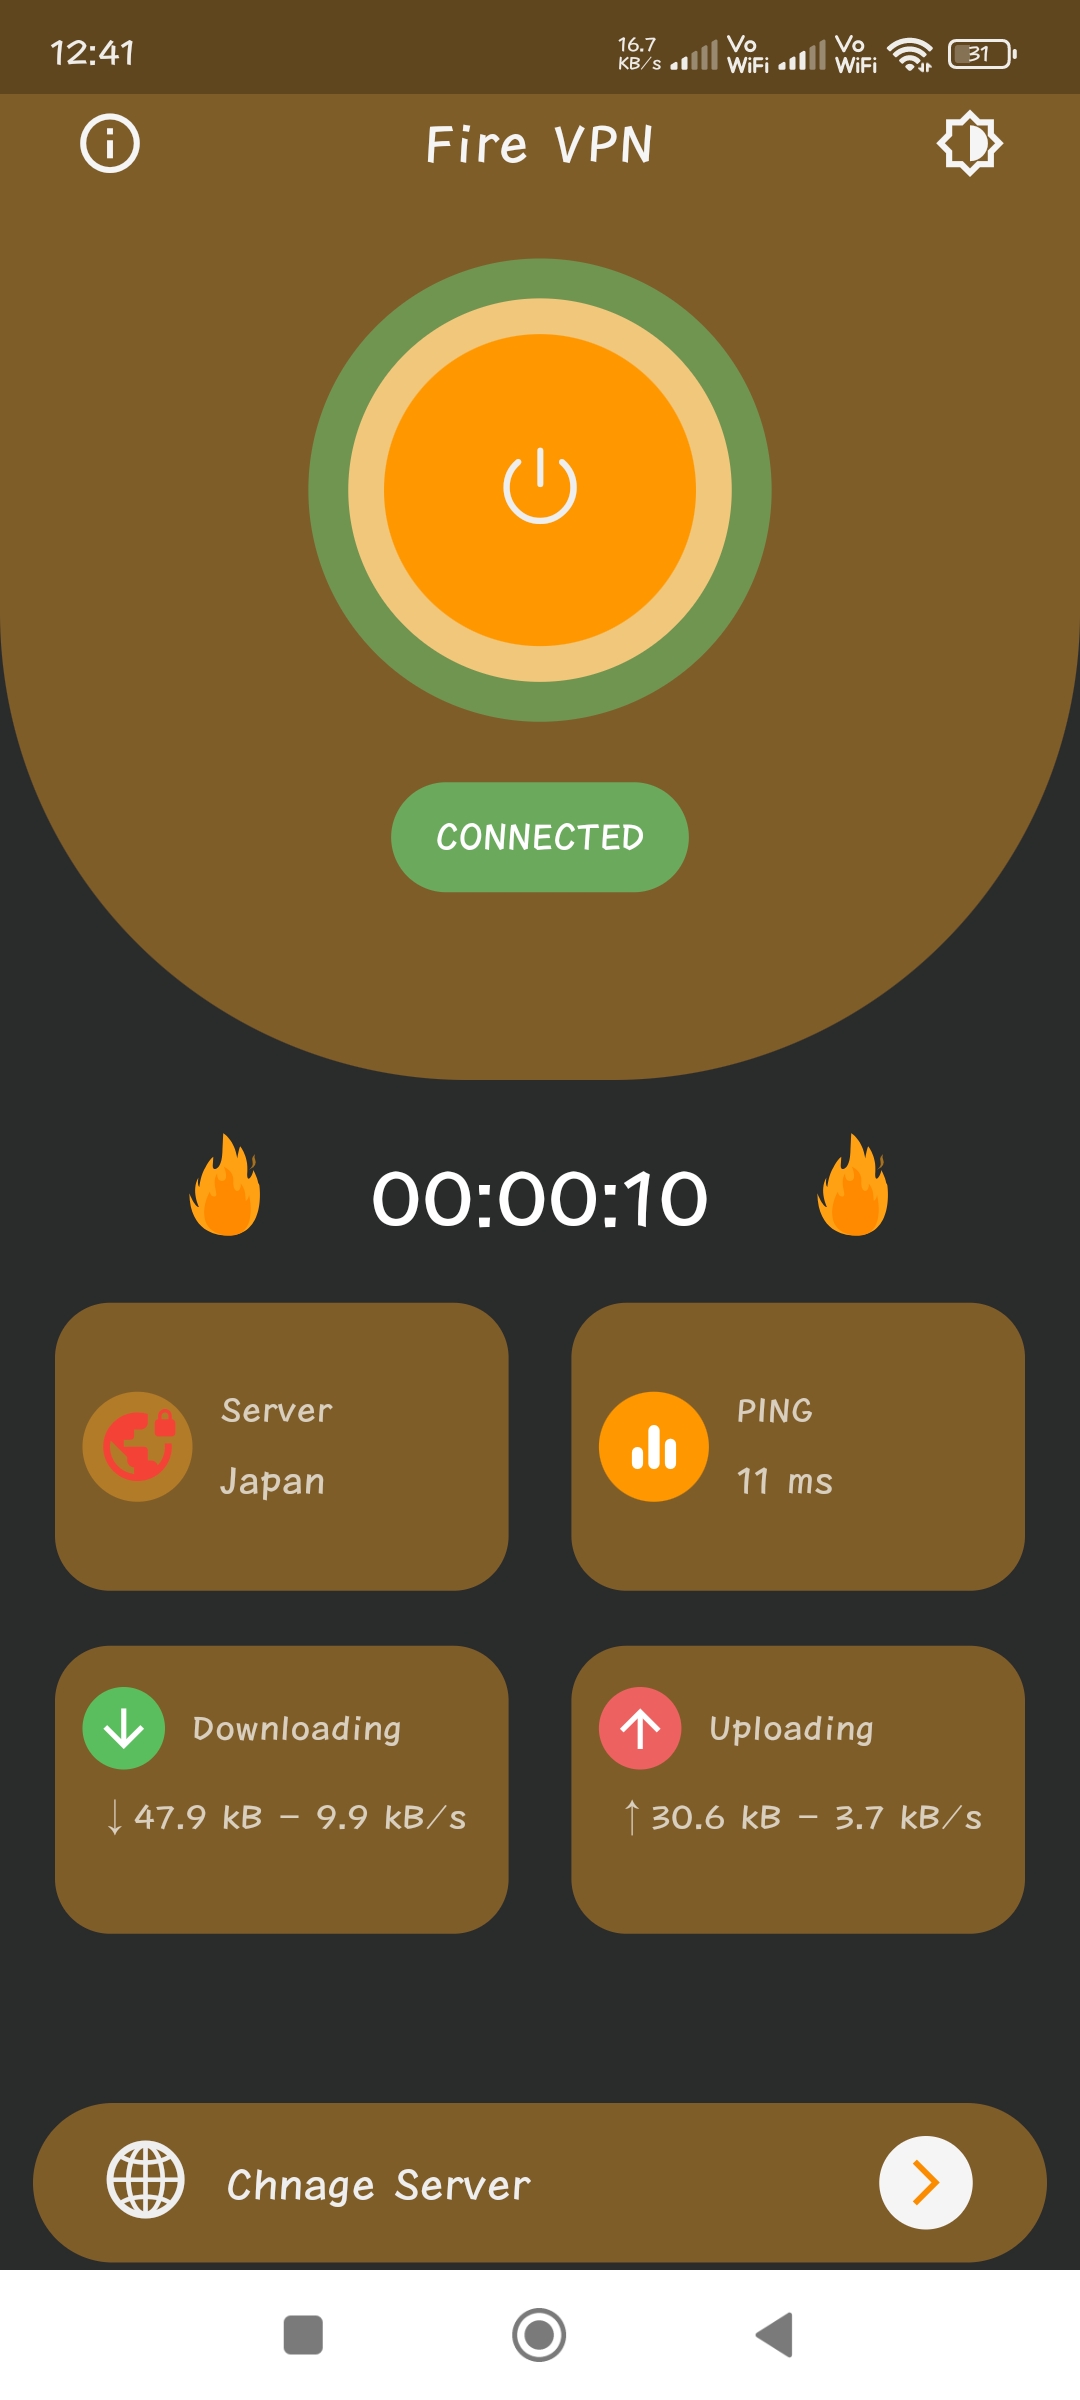 12:41
16.7
KB/s
Vo
WiFi
Vo
WiFi
31
Fire VPN
CONNECTED
00:00:10
Server
Japan
PING
11 ms
Downloading
↓ 47.9 kB - 9.9 kB/s
Uploading
↑ 30.6 kB - 3.7 kB/s
Chnage Server